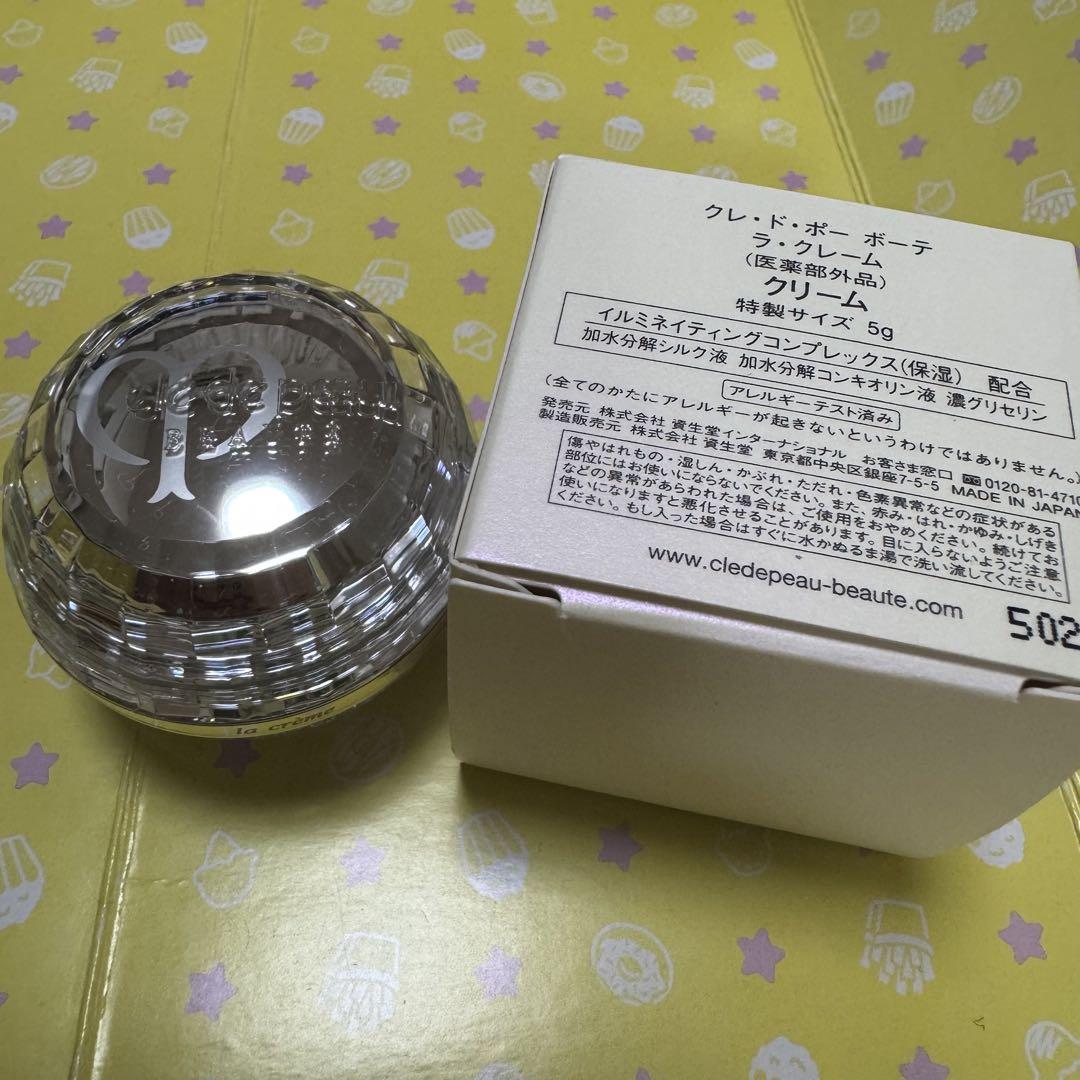 clé de peau
BEAUTÉ
la crème
クレ・ド・ポー ボーテ
ラ・クレーム
(医薬部外品)
クリーム
特製サイズ 5g
イルミネイティングコンプレックス(保湿) 配合
加水分解シルク液 加水分解コンキオリン液 濃グリセリン
アレルギーテスト済み
(全てのかたにアレルギーが起きないというわけではありません。)
発売元 株式会社 資生堂インターナショナル お客さま窓口 0120-81-4710
製造販売元 株式会社 資生堂 東京都中央区銀座7-5-5 MADE IN JAPAN
傷やはれもの・湿しん・かぶれ・ただれ・色素異常などの症状がある
部位にはお使いにならないでください。また、赤み・はれ・かゆみ・しげき
などの異常があらわれた場合は、ご使用をおやめください。続けてお
使いになりますと悪化させることがあります。目に入らないようご注意
ください。もし入った場合はすぐに水かぬるま湯で洗い流してください。
www.cledepeau-beaute.com
502